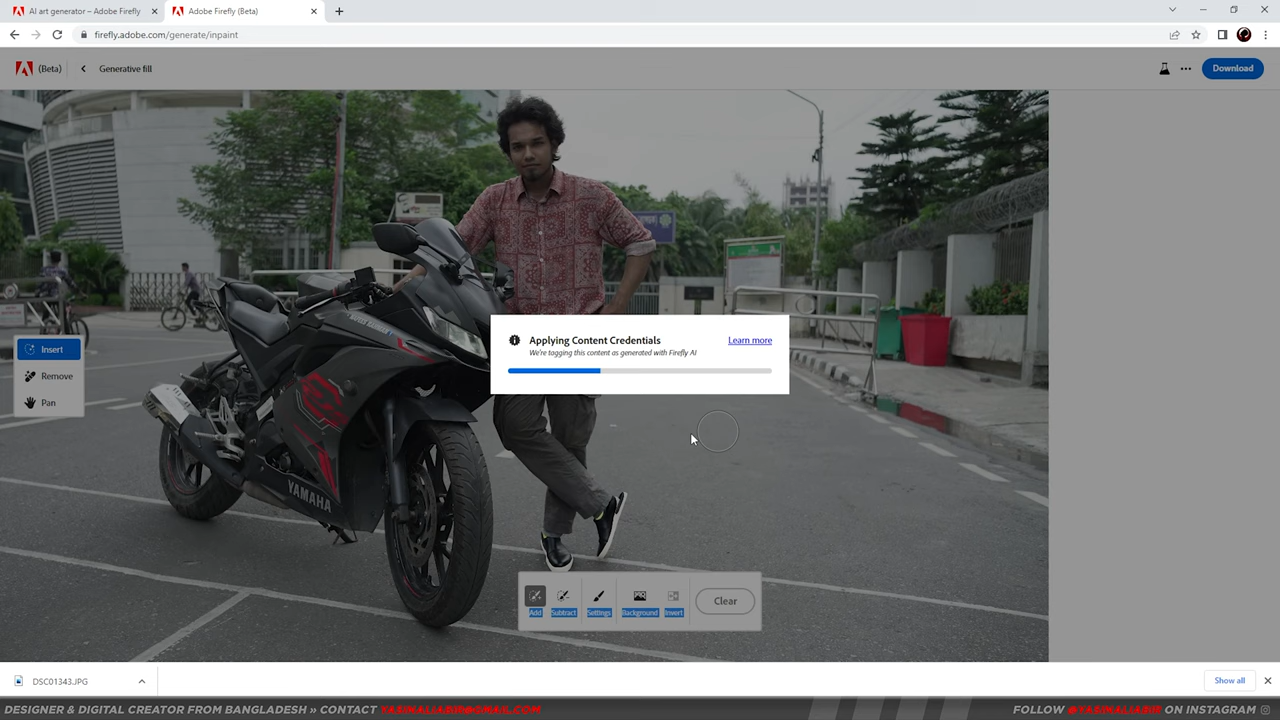 AI art generator – Adobe Firefly
Adobe Firefly (Beta)
firefly.adobe.com/generate/inpaint
(Beta)
Generative fill
Download
Applying Content Credentials
Learn more
We're tagging this content as generated with Firefly AI
Insert
Remove
Pan
YAMAHA
Add
Subtract
Settings
Background
Invert
Clear
DSC01343.JPG
Show all
DESIGNER & DIGITAL CREATOR FROM BANGLADESH » CONTACT
FOLLOW @YASINALIABIR ON INSTAGRAM